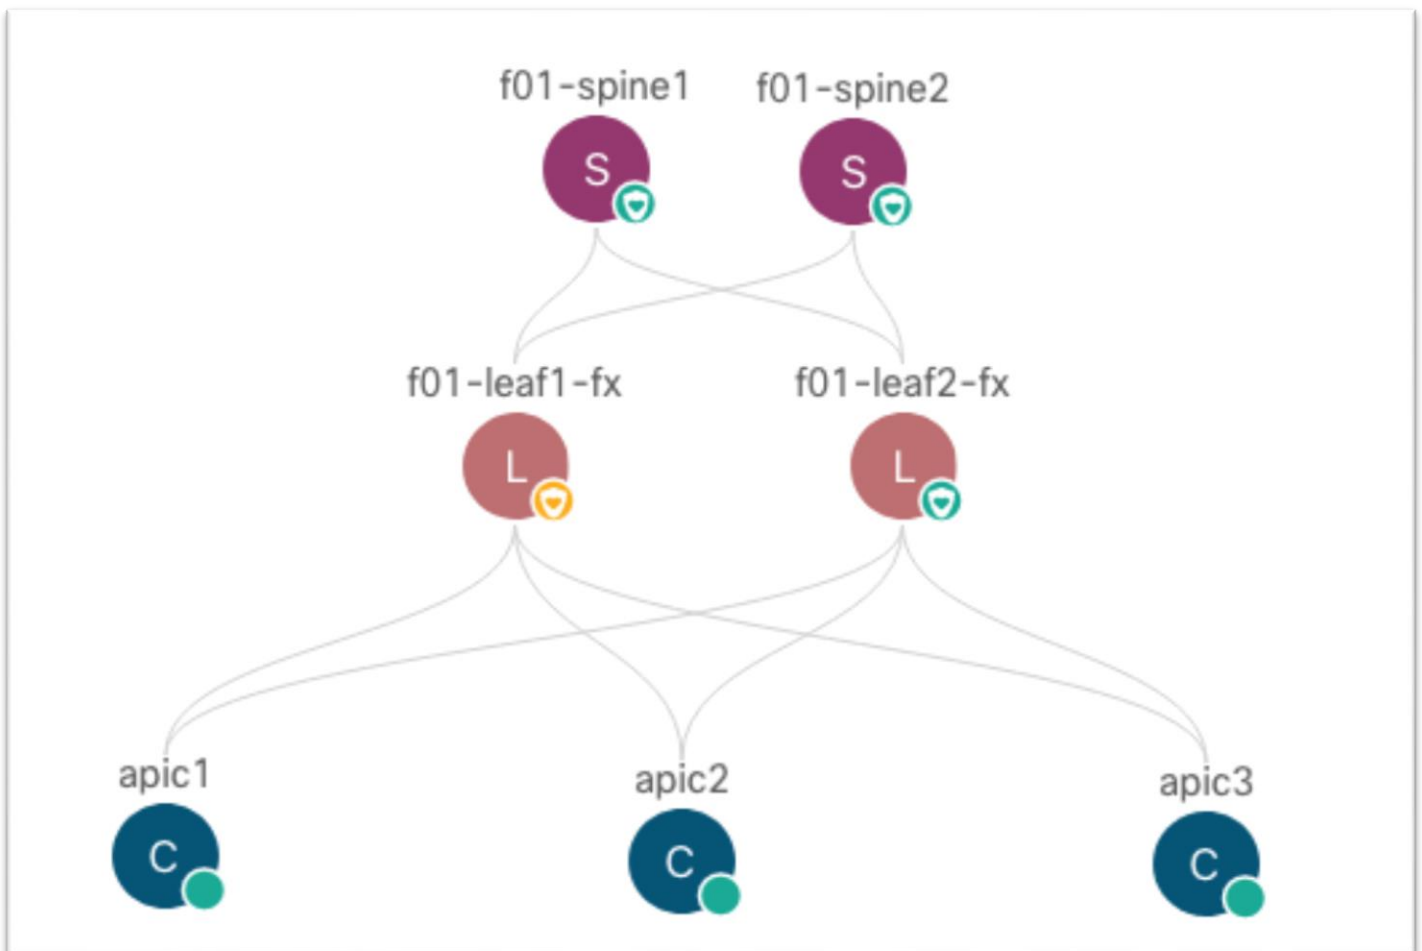 f01-spine1 f01-spine2
S S
f01-leaf1-fx f01-leaf2-fx
L L
apic1 apic2 apic3
C C C